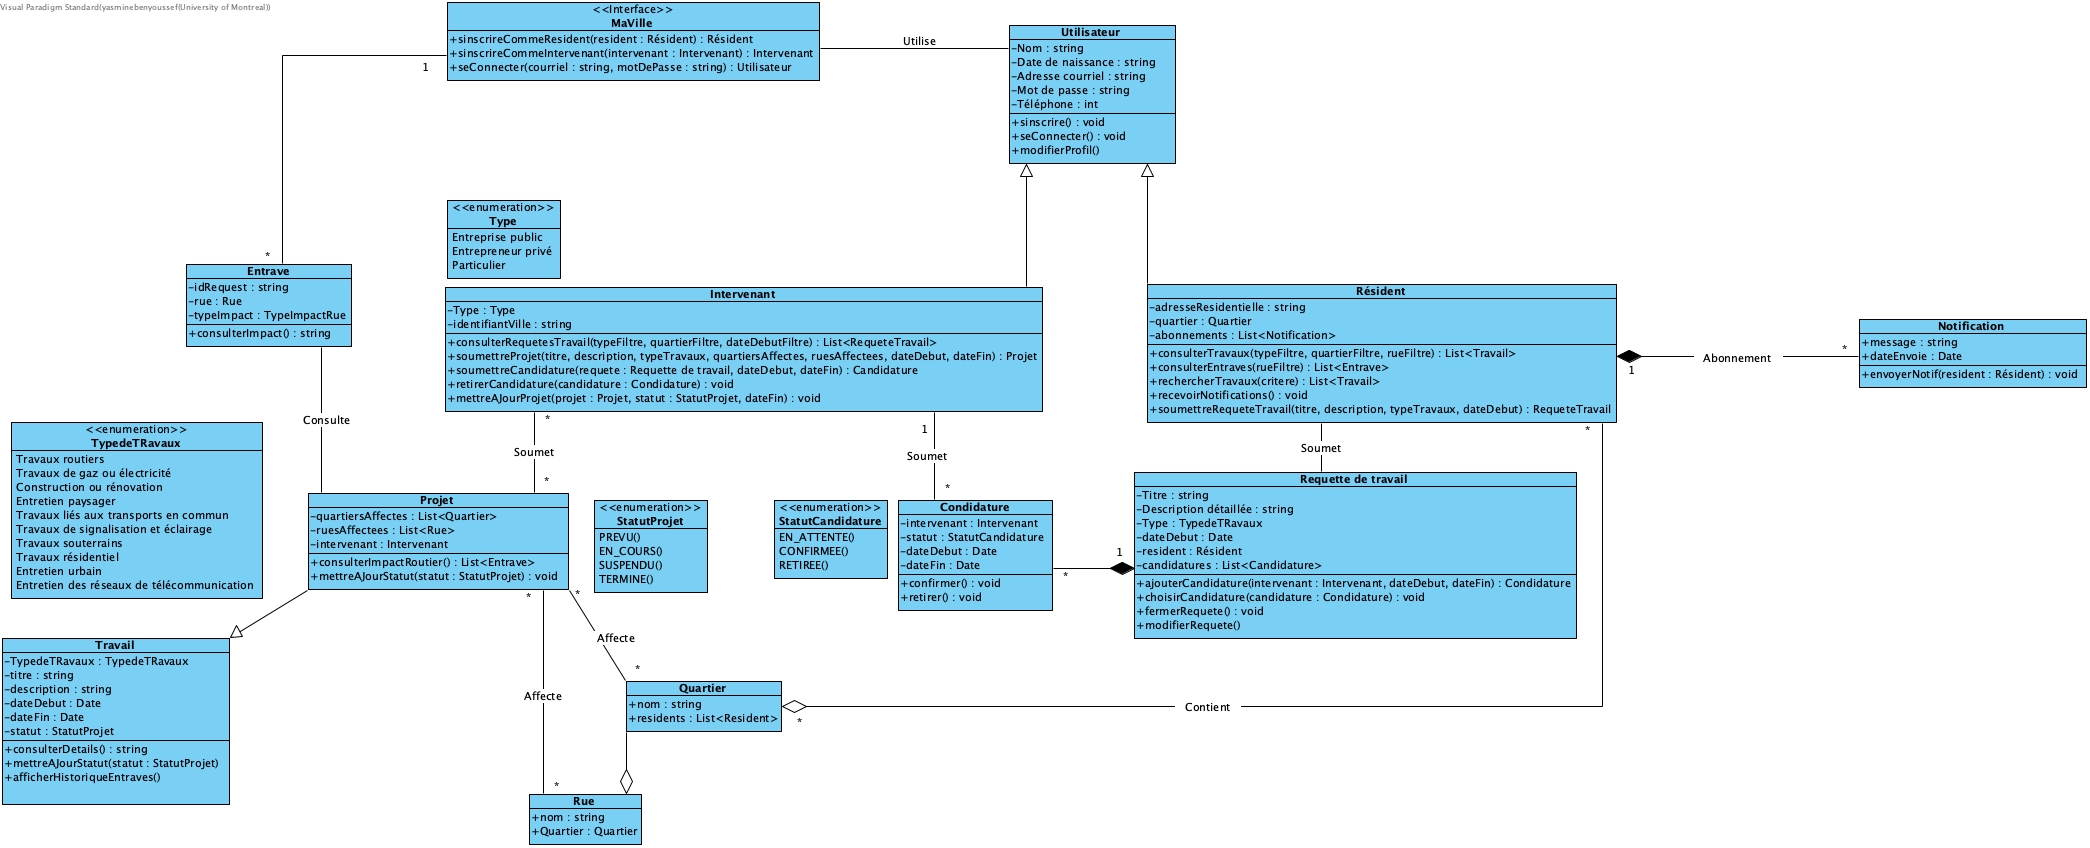 Visual Paradigm Standard(yasminebenyoussef(University of Montreal))
<<Interface>>
MaVille
+sinscrireCommeResident(resident : Résident) : Résident
+sinscrireCommeIntervenant(intervenant : Intervenant) : Intervenant
+seConnecter(courriel : string, motDePasse : string) : Utilisateur
1
Utilise
Utilisateur
-Nom : string
-Date de naissance : string
-Adresse courriel : string
-Mot de passe : string
-Téléphone : int
+sinscrire() : void
+seConnecter() : void
+modifierProfil()
<<enumeration>>
Type
Entreprise public
Entrepreneur privé
Particulier
*
Entrave
-idRequest : string
-rue : Rue
-typeImpact : TypeImpactRue
+consulterImpact() : string
Intervenant
-Type : Type
-identifiantVille : string
+consulterRequetesTravail(typeFiltre, quartierFiltre, dateDebutFiltre) : List<RequeteTravail>
+soumettreProjet(titre, description, typeTravaux, quartiersAffectes, ruesAffectees, dateDebut, dateFin) : Projet
+soumettreCandidature(requete : Requette de travail, dateDebut, dateFin) : Candidature
+retirerCandidature(candidature : Condidature) : void
+mettreAJourProjet(projet : Projet, statut : StatutProjet, dateFin) : void
Résident
-adresseResidentielle : string
-quartier : Quartier
-abonnements : List<Notification>
+consulterTravaux(typeFiltre, quartierFiltre, rueFiltre) : List<Travail>
+consulterEntraves(rueFiltre) : List<Entrave>
+rechercherTravaux(critere) : List<Travail>
+recevoirNotifications() : void
+soumettreRequeteTravail(titre, description, typeTravaux, dateDebut) : RequeteTravail
1
Abonnement
*
Notification
+message : string
+dateEnvoie : Date
+envoyerNotif(resident : Résident) : void
Consulte
*
Soumet
*
1
Soumet
*
Soumet
*
<<enumeration>>
TypedeTRavaux
Travaux routiers
Travaux de gaz ou électricité
Construction ou rénovation
Entretien paysager
Travaux liés aux transports en commun
Travaux de signalisation et éclairage
Travaux souterrains
Travaux résidentiel
Entretien urbain
Entretien des réseaux de télécommunication
Projet
-quartiersAffectes : List<Quartier>
-ruesAffectees : List<Rue>
-intervenant : Intervenant
+consulterImpactRoutier() : List<Entrave>
+mettreAJourStatut(statut : StatutProjet) : void
<<enumeration>>
StatutProjet
PREVU()
EN_COURS()
SUSPENDU()
TERMINE()
<<enumeration>>
StatutCandidature
EN_ATTENTE()
CONFIRMEE()
RETIREE()
Condidature
-intervenant : Intervenant
-statut : StatutCandidature
-dateDebut : Date
-dateFin : Date
+confirmer() : void
+retirer() : void
1
*
Requette de travail
-Titre : string
-Description détaillée : string
-Type : TypedeTRavaux
-dateDebut : Date
-resident : Résident
-candidatures : List<Candidature>
+ajouterCandidature(intervenant : Intervenant, dateDebut, dateFin) : Condidature
+choisirCandidature(candidature : Condidature) : void
+fermerRequete() : void
+modifierRequete()
Travail
-TypedeTRavaux : TypedeTRavaux
-titre : string
-description : string
-dateDebut : Date
-dateFin : Date
-statut : StatutProjet
+consulterDetails() : string
+mettreAJourStatut(statut : StatutProjet)
+afficherHistoriqueEntraves()
*
*
Affecte
*
Affecte
*
Quartier
+nom : string
+residents : List<Resident>
*
Contient
Rue
+nom : string
+Quartier : Quartier